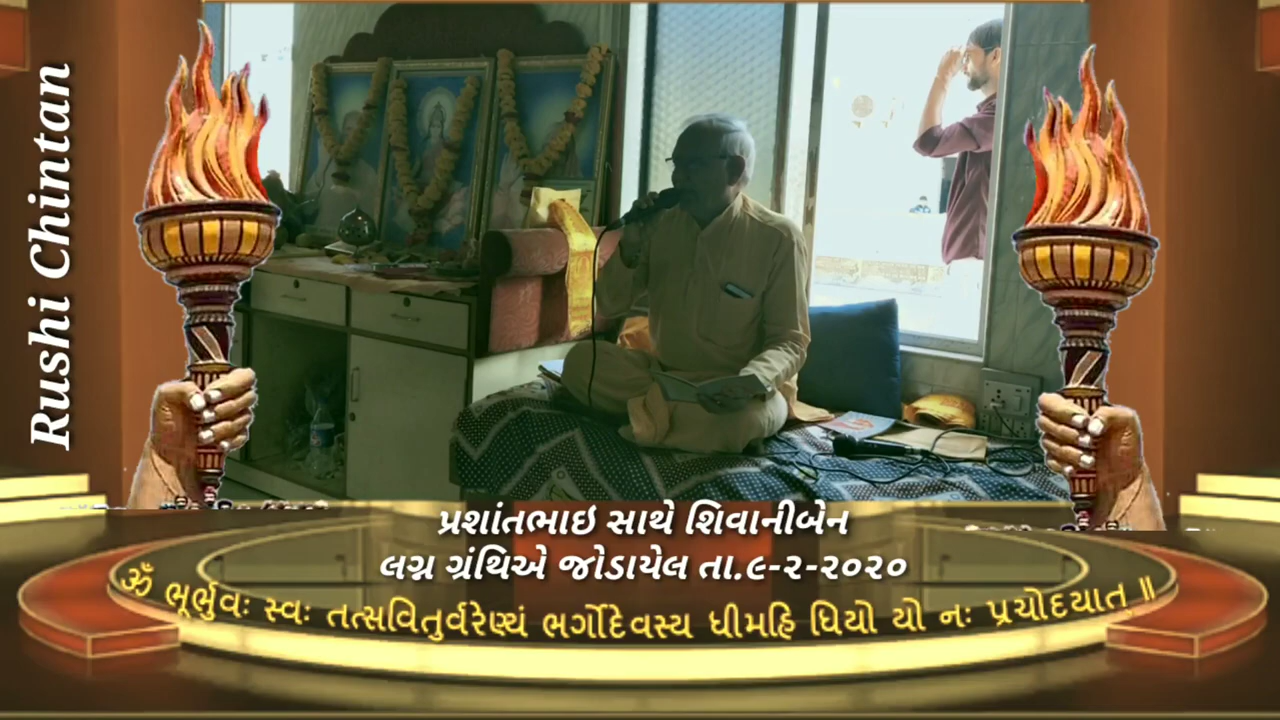 Rushi Chintan
પ્રશાંતભાઇ સાથે શિવાનીબેન
લગ્ન ગ્રંથિએ જોડાયેલ તા.૯-૨-૨૦૨૦
ૐ ભૂર્ભુવઃ સ્વઃ તત્સવિતુર્વરેણ્યં ભર્ગોદેવસ્ય ધીમહિ ધિયો યો નઃ પ્રચોદયાત્ ॥